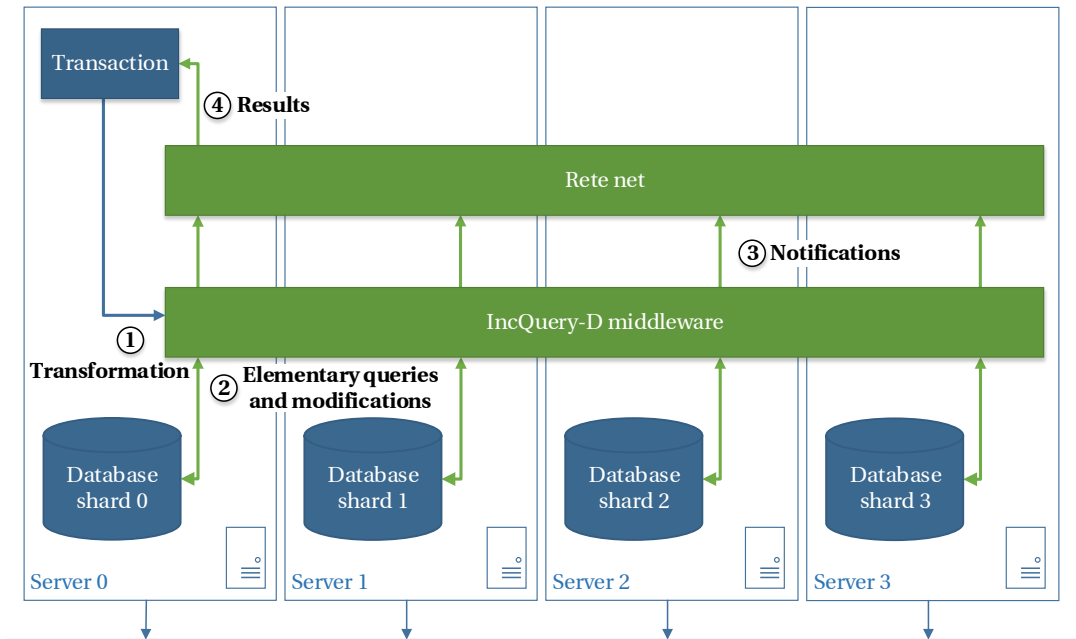 Transaction
④ Results
Rete net
③ Notifications
IncQuery-D middleware
①
Transformation
② Elementary queries
and modifications
Database
shard 0
Database
shard 1
Database
shard 2
Database
shard 3
Server 0
Server 1
Server 2
Server 3